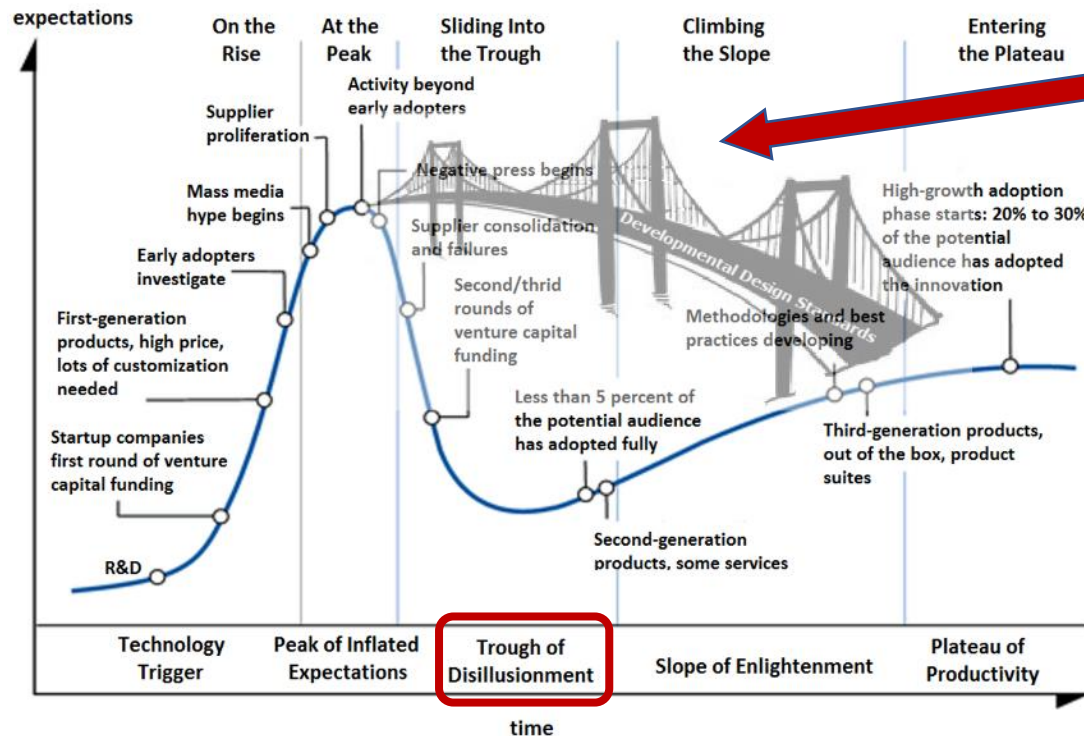 expectations
On the
Rise
At the
Peak
Sliding Into
the Trough
Climbing
the Slope
Entering
the Plateau
Activity beyond
early adopters
Supplier
proliferation
Negative press begins
Mass media
hype begins
Supplier consolidation
and failures
Early adopters
investigate
Second/thrid
rounds of
venture capital
funding
First-generation
products, high price,
lots of customization
needed
Startup companies
first round of venture
capital funding
R&D
Developmental Design Standards
High-growth adoption
phase starts: 20% to 30%
of the potential
audience has adopted
the innovation
Methodologies and best
practices developing
Less than 5 percent of
the potential audience
has adopted fully
Third-generation products,
out of the box, product
suites
Second-generation
products, some services
Technology
Trigger
Peak of Inflated
Expectations
Trough of
Disillusionment
Slope of Enlightenment
Plateau of
Productivity
time